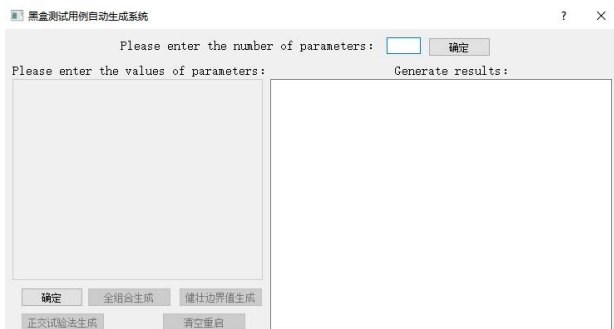 黑盒测试用例自动生成系统
Please enter the number of parameters: 确定
Please enter the values of parameters: Generate results:
确定 全组合生成 健壮边界值生成
正交试验法生成 清空重启